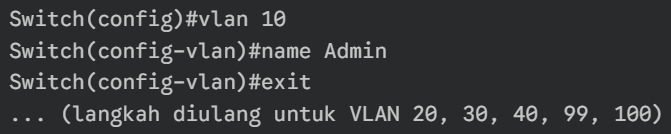 Switch(config)#vlan 10
Switch(config-vlan)#name Admin
Switch(config-vlan)#exit
... (langkah diulang untuk VLAN 20, 30, 40, 99, 100)